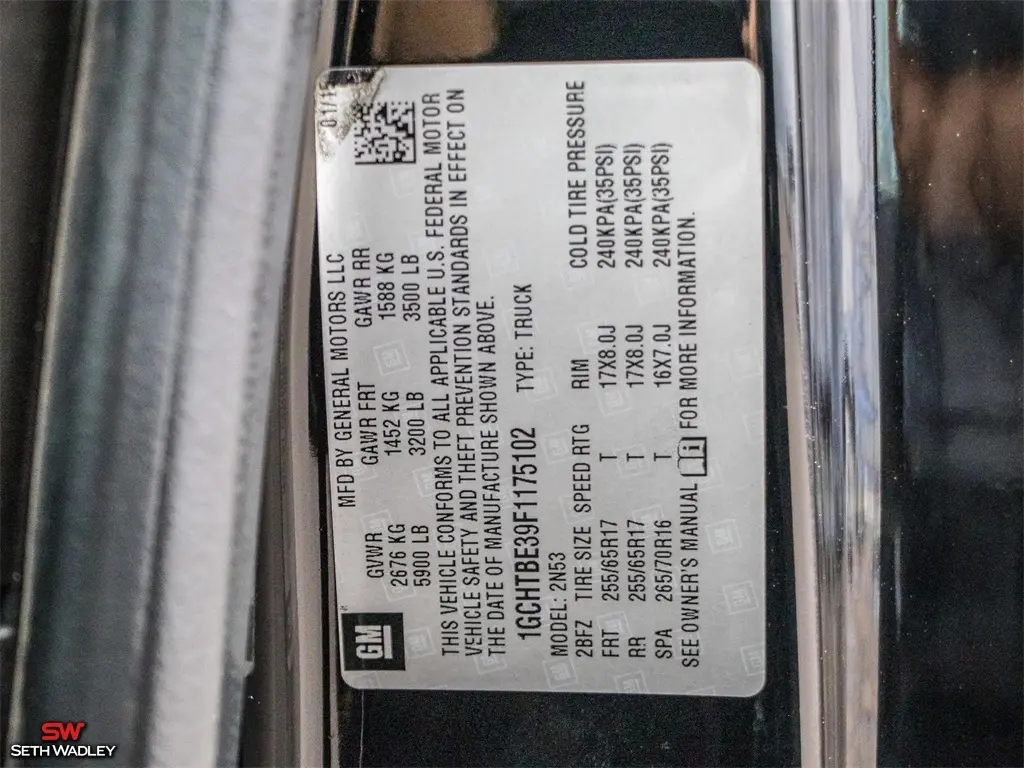 MFD BY GENERAL MOTORS LLC 01/15
GVWR GAWR FRT GAWR RR
2676 KG 1452 KG 1588 KG
5900 LB 3200 LB 3500 LB
THIS VEHICLE CONFORMS TO ALL APPLICABLE U.S. FEDERAL MOTOR
VEHICLE SAFETY AND THEFT PREVENTION STANDARDS IN EFFECT ON
THE DATE OF MANUFACTURE SHOWN ABOVE.
1GCHTBE39F1175102 TYPE: TRUCK
MODEL: 2N53
2BFZ TIRE SIZE SPEED RTG RIM COLD TIRE PRESSURE
FRT 255/65R17 T 17X8.0J 240KPA(35PSI)
RR 255/65R17 T 17X8.0J 240KPA(35PSI)
SPA 265/70R16 T 16X7.0J 240KPA(35PSI)
SEE OWNER'S MANUAL i FOR MORE INFORMATION.
GM
SW
SETH WADLEY